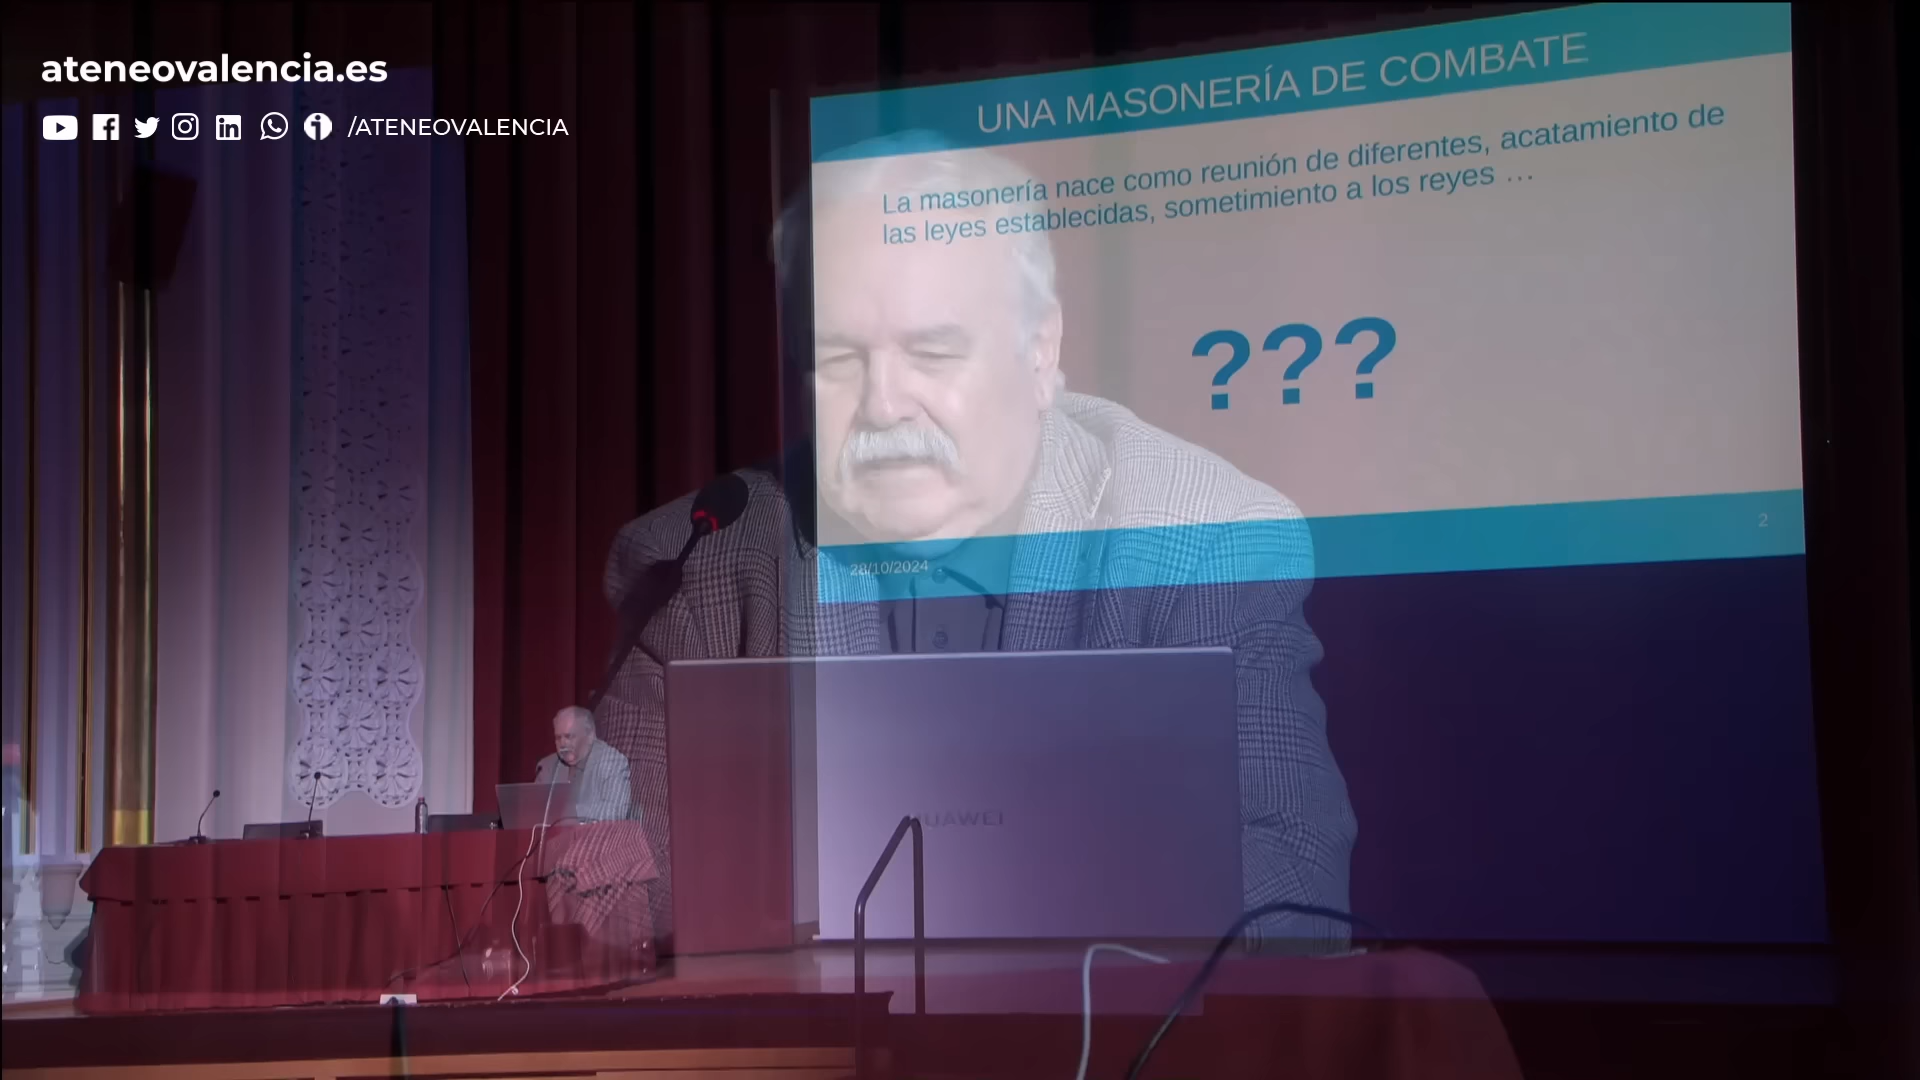 ateneovalencia.es
/ATENEOVALENCIA
UNA MASONERÍA DE COMBATE
La masonería nace como reunión de diferentes, acatamiento de
las leyes establecidas, sometimiento a los reyes …
???
28/10/2024
2
HUAWEI